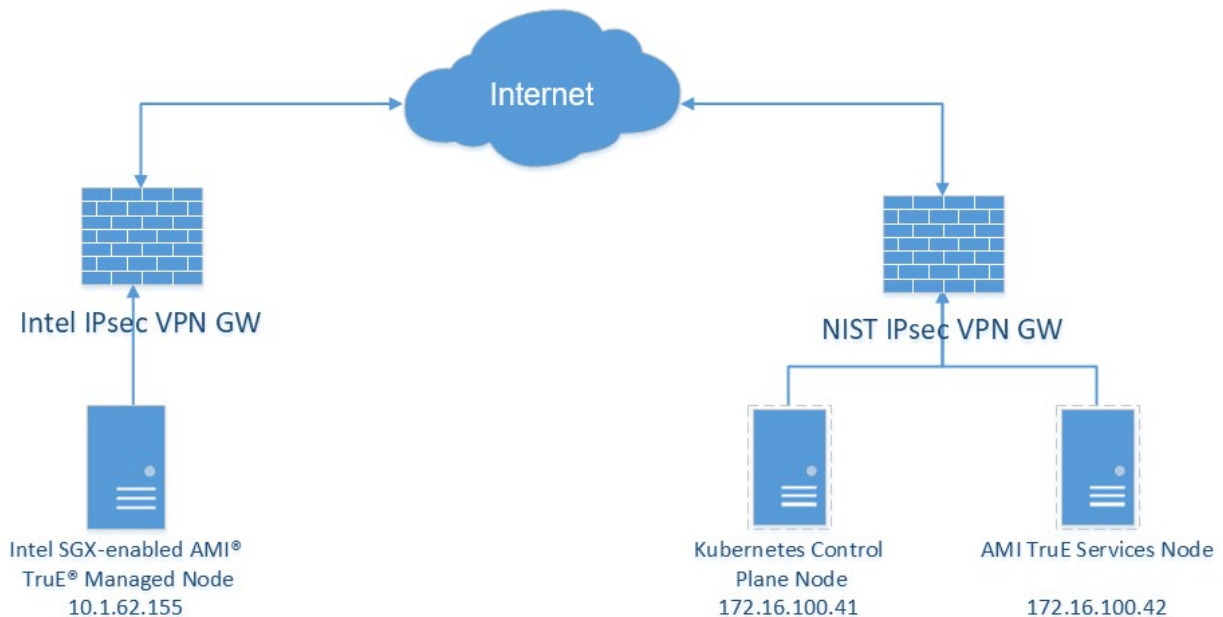 Internet
Intel IPsec VPN GW
NIST IPsec VPN GW
Intel SGX-enabled AMI®
TruE® Managed Node
10.1.62.155
Kubernetes Control
Plane Node
172.16.100.41
AMI TruE Services Node
172.16.100.42